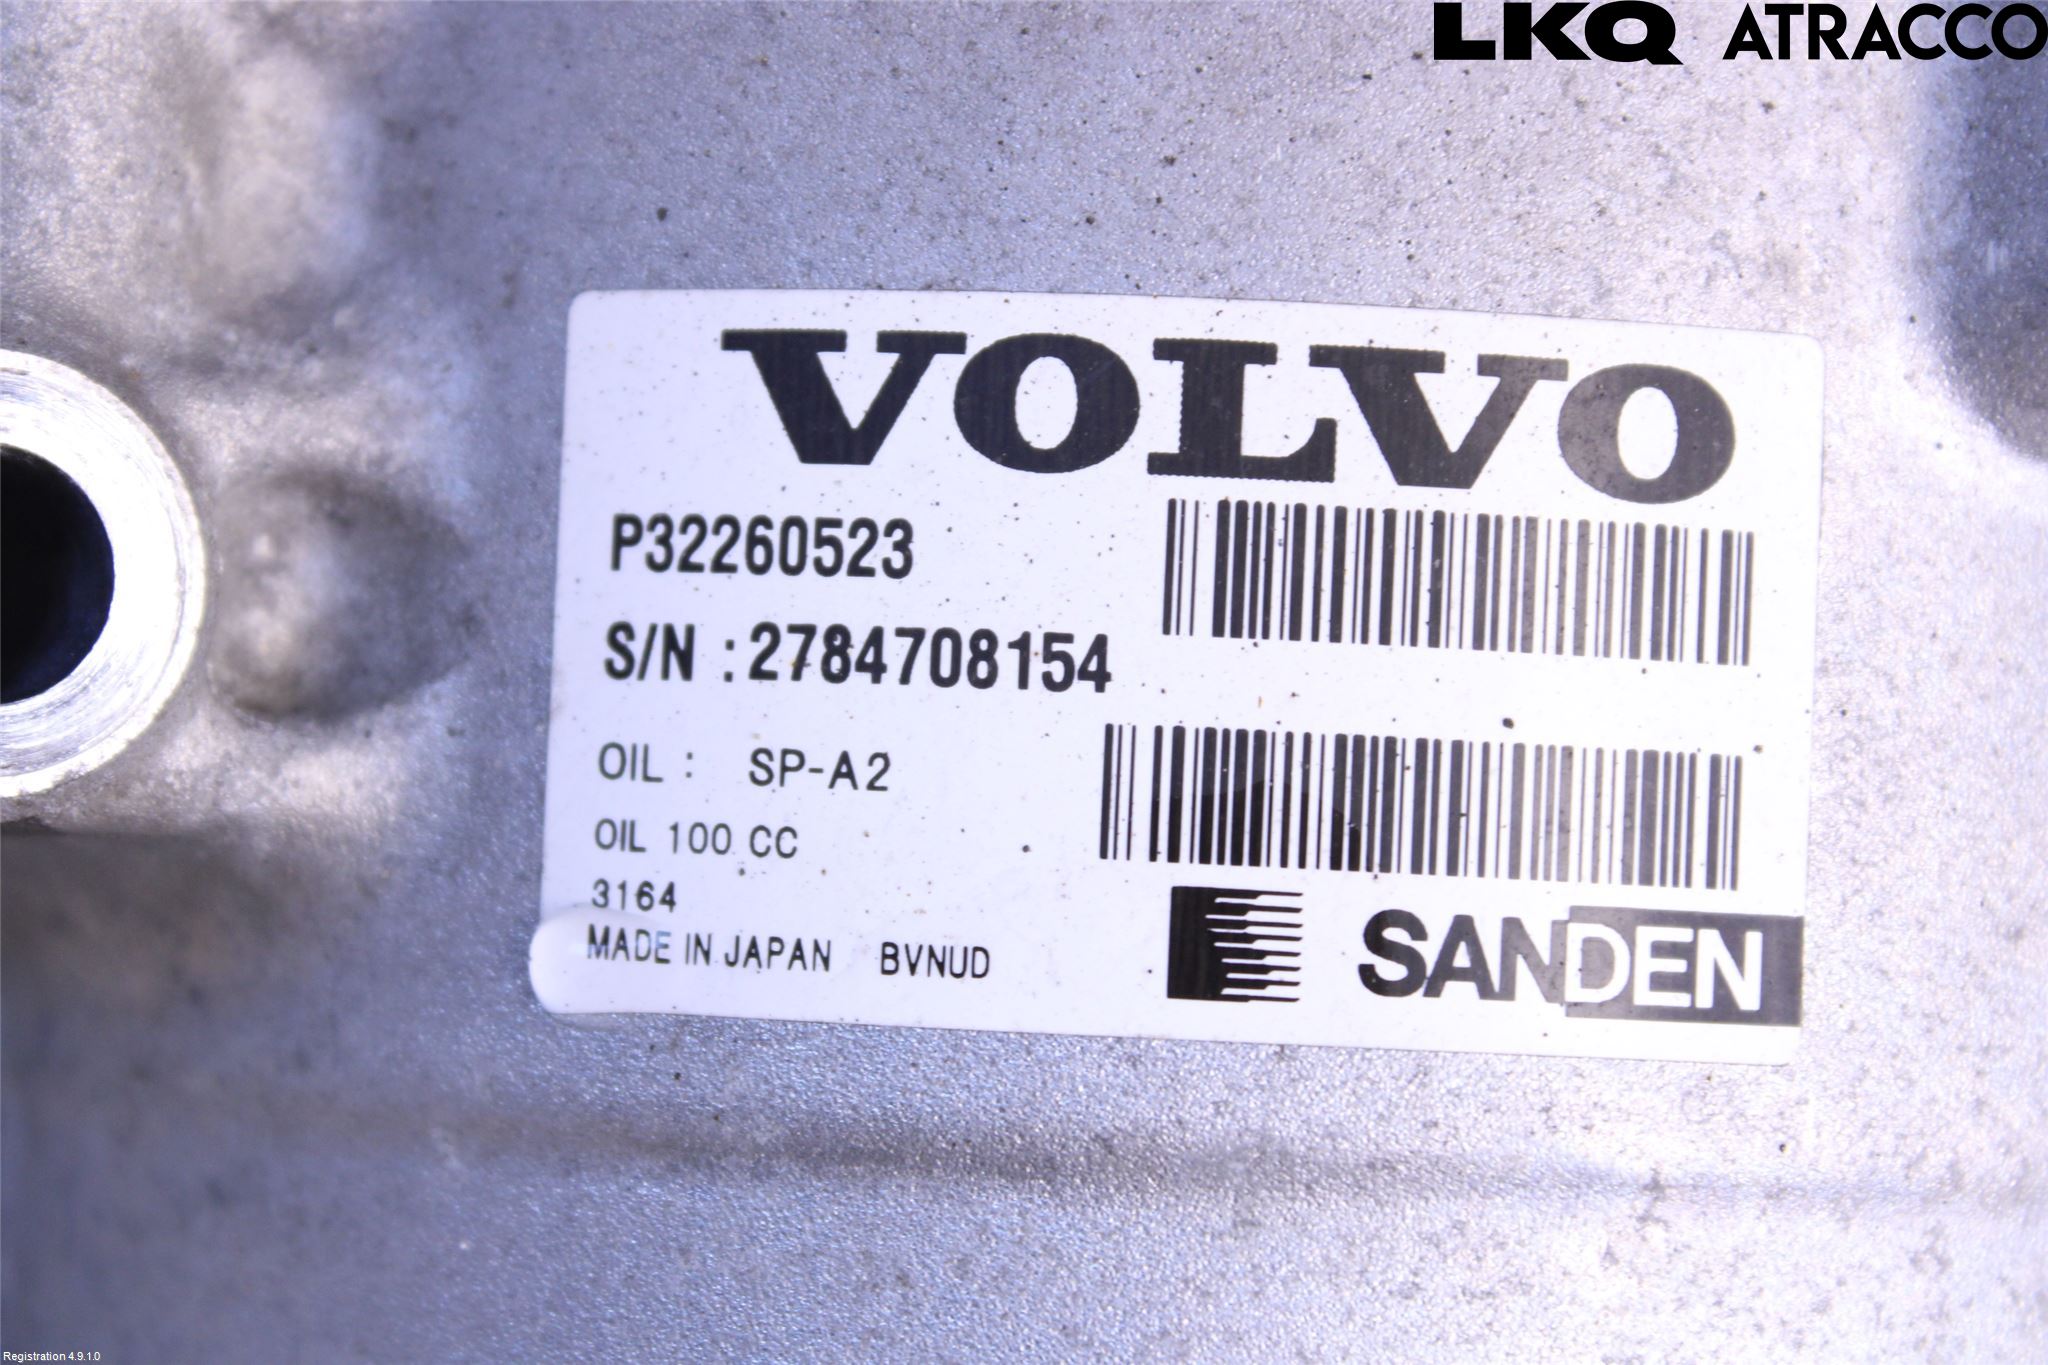 LKQ ATRACCO
VOLVO
P32260523
S/N : 2784708154
OIL : SP-A2
OIL 100 CC
3164
MADE IN JAPAN BVNUD
SANDEN
Registration 4.9.1.0